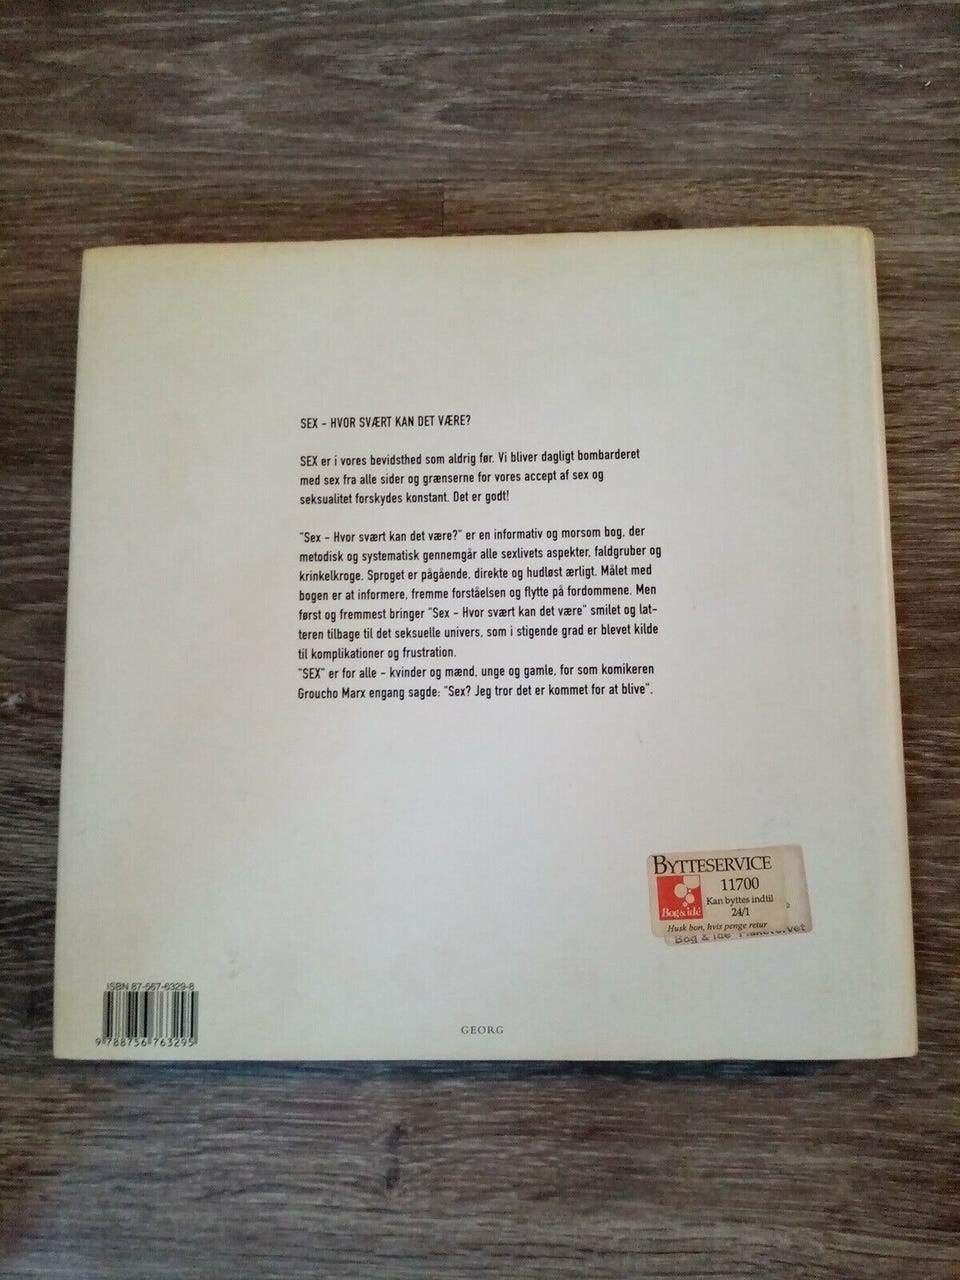 SEX - HVOR SVÆRT KAN DET VÆRE?
SEX er i vores bevidsthed som aldrig før. Vi bliver dagligt bombarderet
med sex fra alle sider og grænserne for vores accept af sex og
seksualitet forskydes konstant. Det er godt!
"Sex - Hvor svært kan det være?" er en informativ og morsom bog, der
metodisk og systematisk gennemgår alle sexlivets aspekter, faldgruber og
krinkelkroge. Sproget er pågående, direkte og hudløst ærligt. Målet med
bogen er at informere, fremme forståelsen og flytte på fordommene. Men
først og fremmest bringer "Sex - Hvor svært kan det være" smilet og lat-
teren tilbage til det seksuelle univers, som i stigende grad er blevet kilde
til komplikationer og frustration.
"SEX" er for alle - kvinder og mænd, unge og gamle, for som komikeren
Groucho Marx engang sagde: "Sex? Jeg tror det er kommet for at blive".
BYTTESERVICE
11700
Kan byttes indtil
24/1
Bog & idé
Husk bon, hvis penge retur
Bog & idé
ISBN 87-567-6329-8
9 788756 763295
GEORG